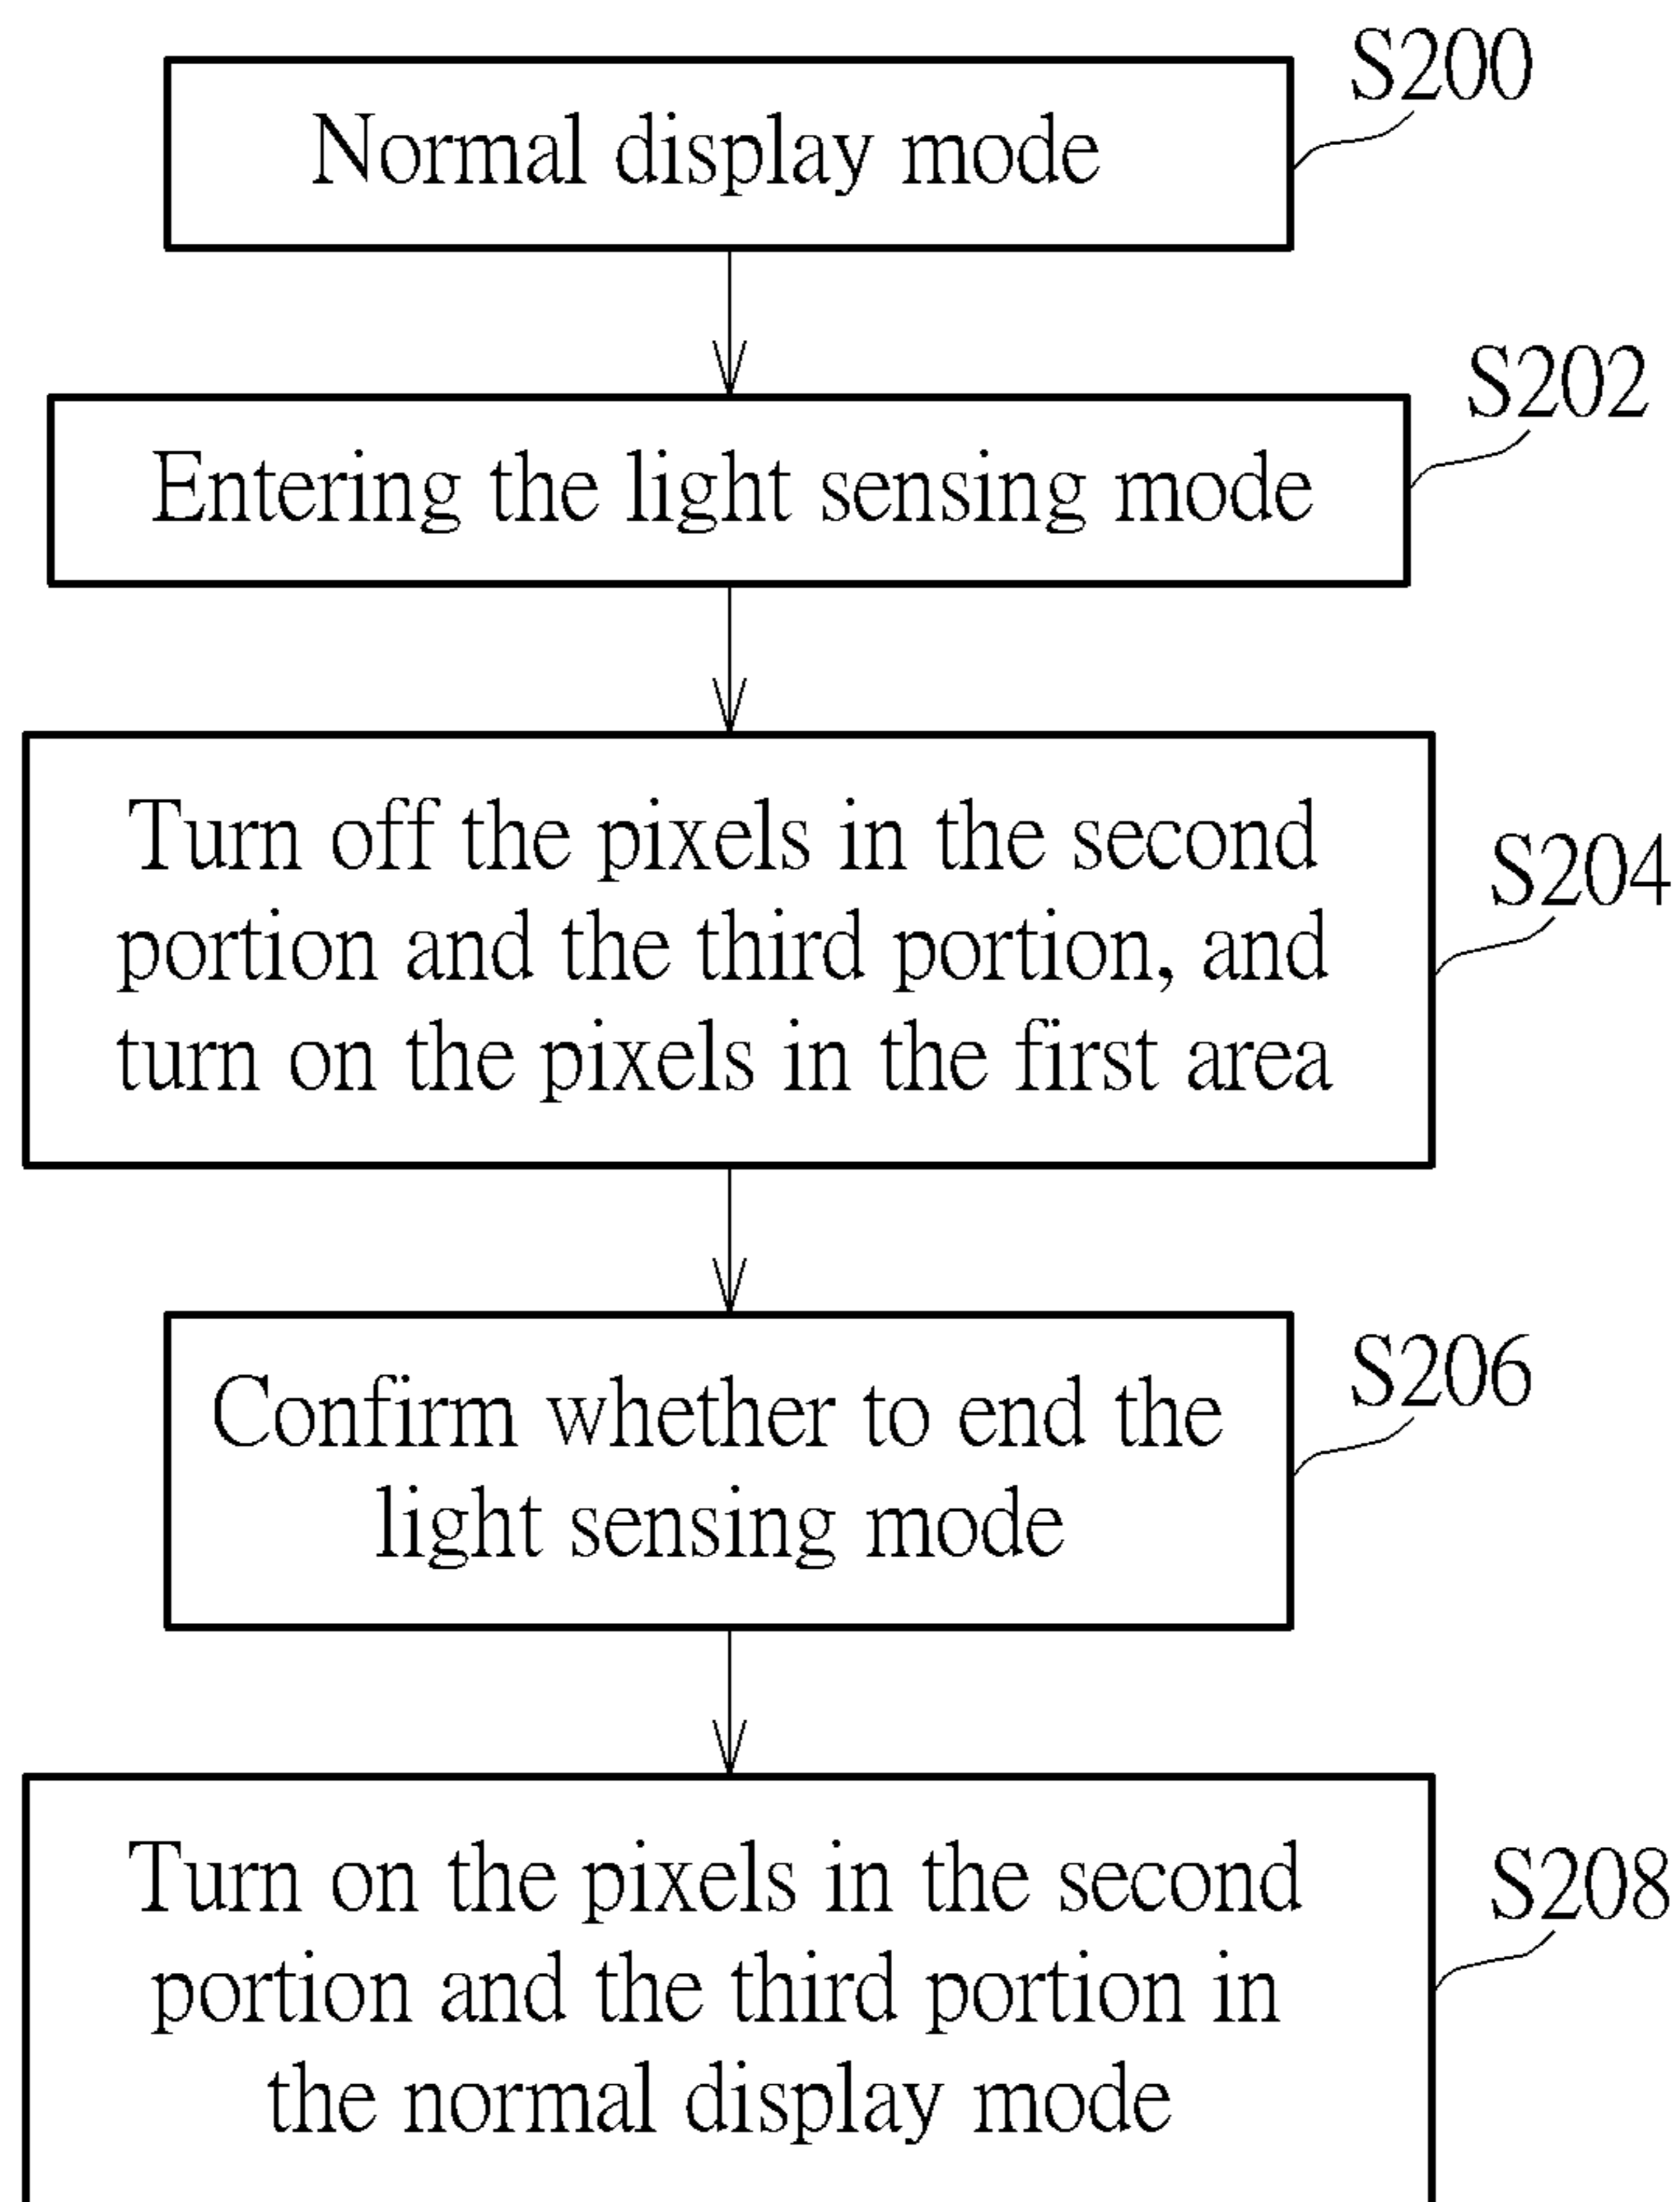 S200
Normal display mode
S202
Entering the light sensing mode
Turn off the pixels in the second
S204
portion and the third portion, and
turn on the pixels in the first area
S206
Confirm whether to end the
light sensing mode
Turn on the pixels in the second
S208
portion and the third portion in
the normal display mode